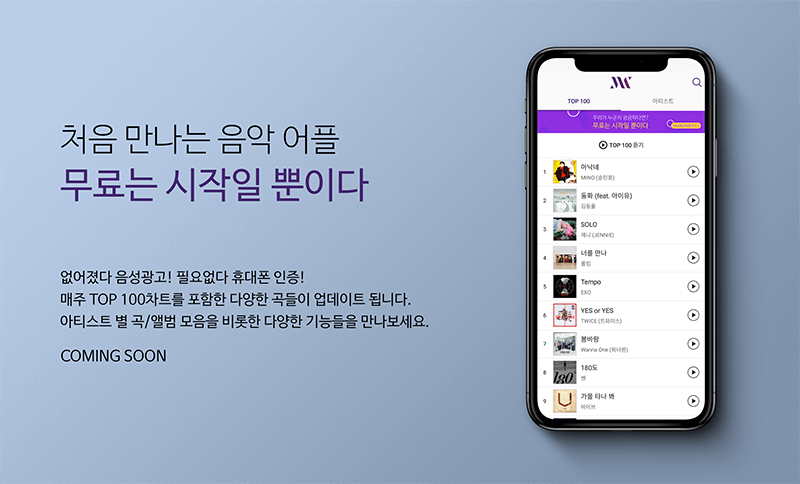 처음 만나는 음악 어플
무료는 시작일 뿐이다
없어졌다 음성광고! 필요없다 휴대폰 인증!
매주 TOP 100차트를 포함한 다양한 곡들이 업데이트 됩니다.
아티스트 별 곡/앨범 모음을 비롯한 다양한 기능들을 만나보세요.
COMING SOON
TOP 100
아티스트
우리가 누군지 궁금하다면?
무료는 시작일 뿐이다
TOP 100 듣기
1
아낙네
MINO (송민호)
2
동화 (feat. 아이유)
김동률
3
SOLO
제니 (JENNIE)
4
너를 만나
폴킴
5
Tempo
EXO
6
YES or YES
TWICE (트와이스)
7
봄바람
Wanna One (워너원)
8
180도
벤
9
가을 타나 봐
바이브